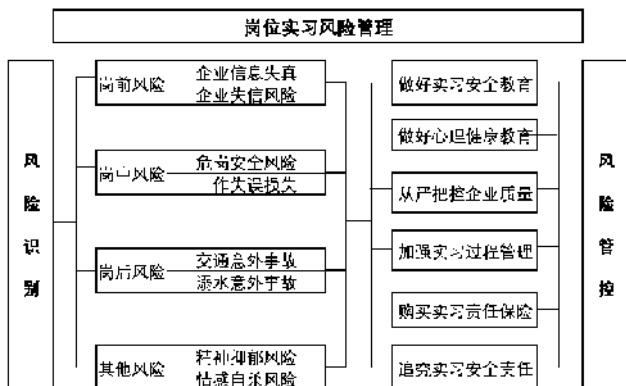 岗位实习风险管理
风险识别
岗前风险
企业信息失真
企业失信风险
岗中风险
危岗安全风险
作失误损失
岗后风险
交通意外事故
溺水意外事故
其他风险
精神抑郁风险
情感自杀风险
做好实习安全教育
做好心理健康教育
从严把控企业质量
加强实习过程管理
购买实习责任保险
追究实习安全责任
风险管控